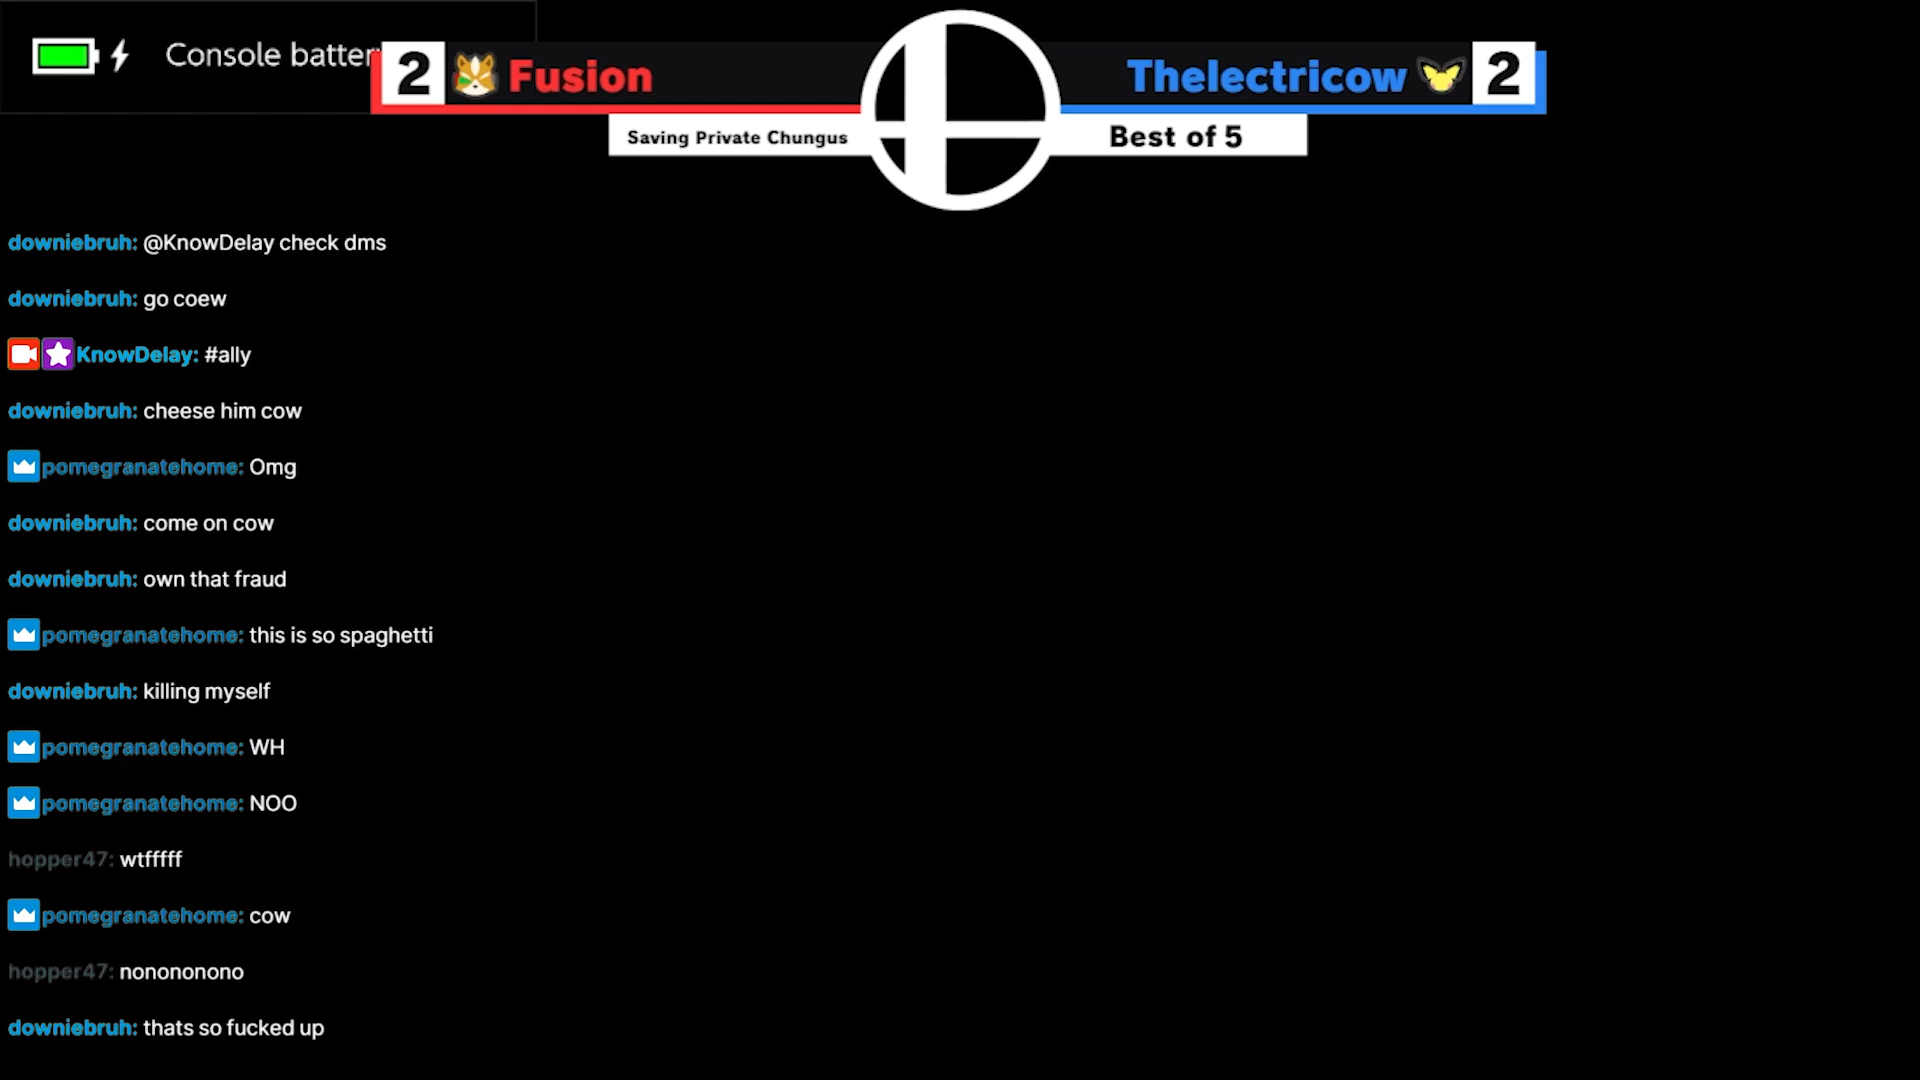 Console batter
2 Fusion
Thelectricow 2
Saving Private Chungus
Best of 5
downiebruh: @KnowDelay check dms
downiebruh: go coew
KnowDelay: #ally
downiebruh: cheese him cow
pomegranatehome: Omg
downiebruh: come on cow
downiebruh: own that fraud
pomegranatehome: this is so spaghetti
downiebruh: killing myself
pomegranatehome: WH
pomegranatehome: NOO
hopper47: wtfffff
pomegranatehome: cow
hopper47: nonononono
downiebruh: thats so fucked up